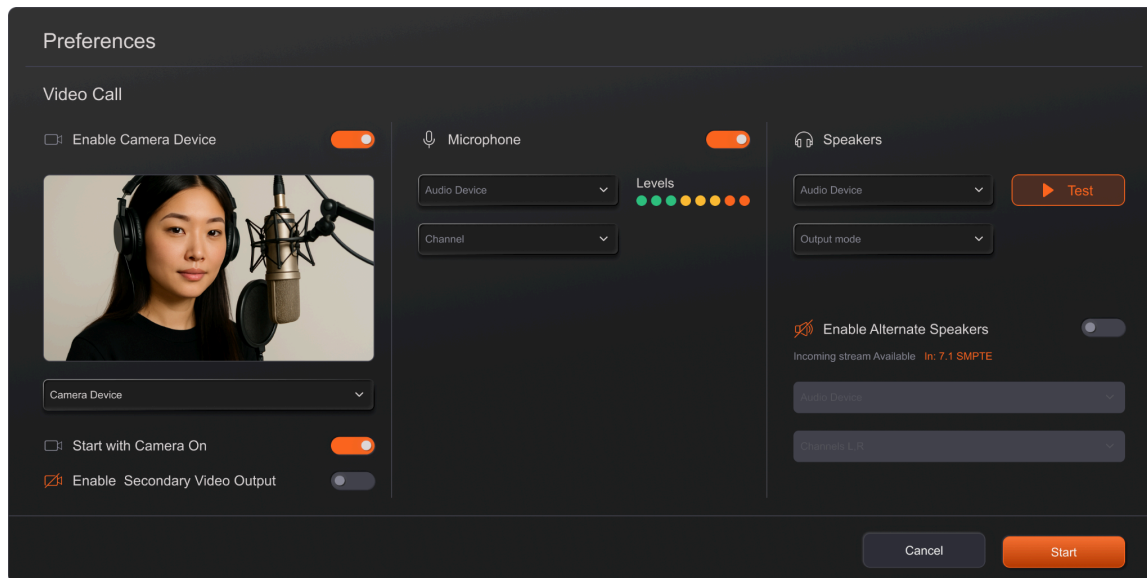 Preferences
Video Call
Enable Camera Device
Camera Device
Start with Camera On
Enable Secondary Video Output
Microphone
Audio Device
Levels
Channel
Speakers
Audio Device
Test
Output mode
Enable Alternate Speakers
Incoming stream Available In: 7.1 SMPTE
Audio Device
Channels L,R
Cancel
Start